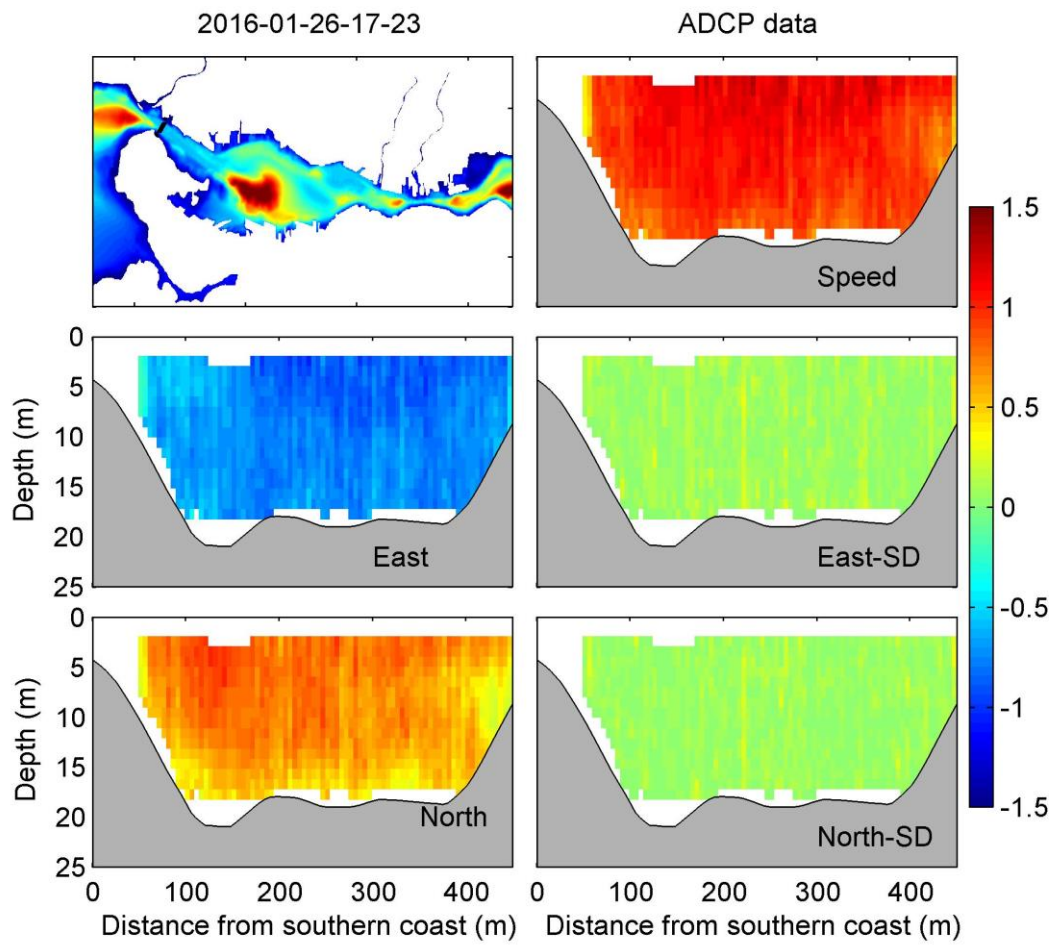 2016-01-26-17-23
ADCP data
Speed
1.5
1
0.5
0
-0.5
-1
-1.5
0
5
10
15
20
25
Depth (m)
East
East-SD
0
5
10
15
20
25
Depth (m)
North
North-SD
0 100 200 300 400
0 100 200 300 400
Distance from southern coast (m)
Distance from southern coast (m)